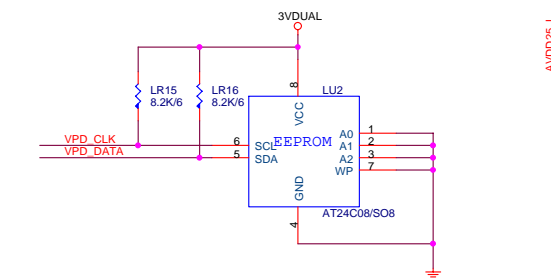 3VDUAL
AVDD25_L
LR15
8.2K/6
LR16
8.2K/6
LU2
8
VCC
VPD_CLK
VPD_DATA
6
5
SCL
SDA
EEPROM
A0
A1
A2
WP
1
2
3
7
GND
4
AT24C08/SO8